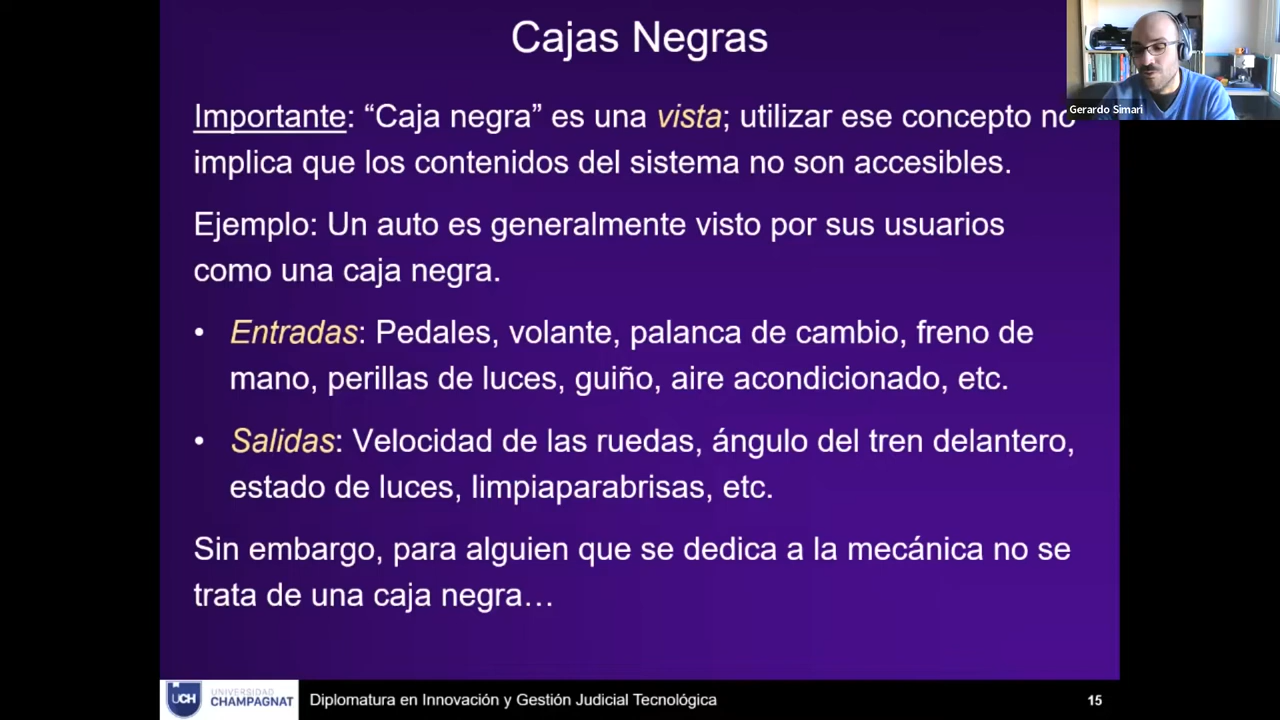 Cajas Negras
Gerardo Simari
Importante: “Caja negra” es una vista; utilizar ese concepto no
implica que los contenidos del sistema no son accesibles.
Ejemplo: Un auto es generalmente visto por sus usuarios
como una caja negra.
• Entradas: Pedales, volante, palanca de cambio, freno de
mano, perillas de luces, guiño, aire acondicionado, etc.
• Salidas: Velocidad de las ruedas, ángulo del tren delantero,
estado de luces, limpiaparabrisas, etc.
Sin embargo, para alguien que se dedica a la mecánica no se
trata de una caja negra…
UCH
UNIVERSIDAD
CHAMPAGNAT
Diplomatura en Innovación y Gestión Judicial Tecnológica
15